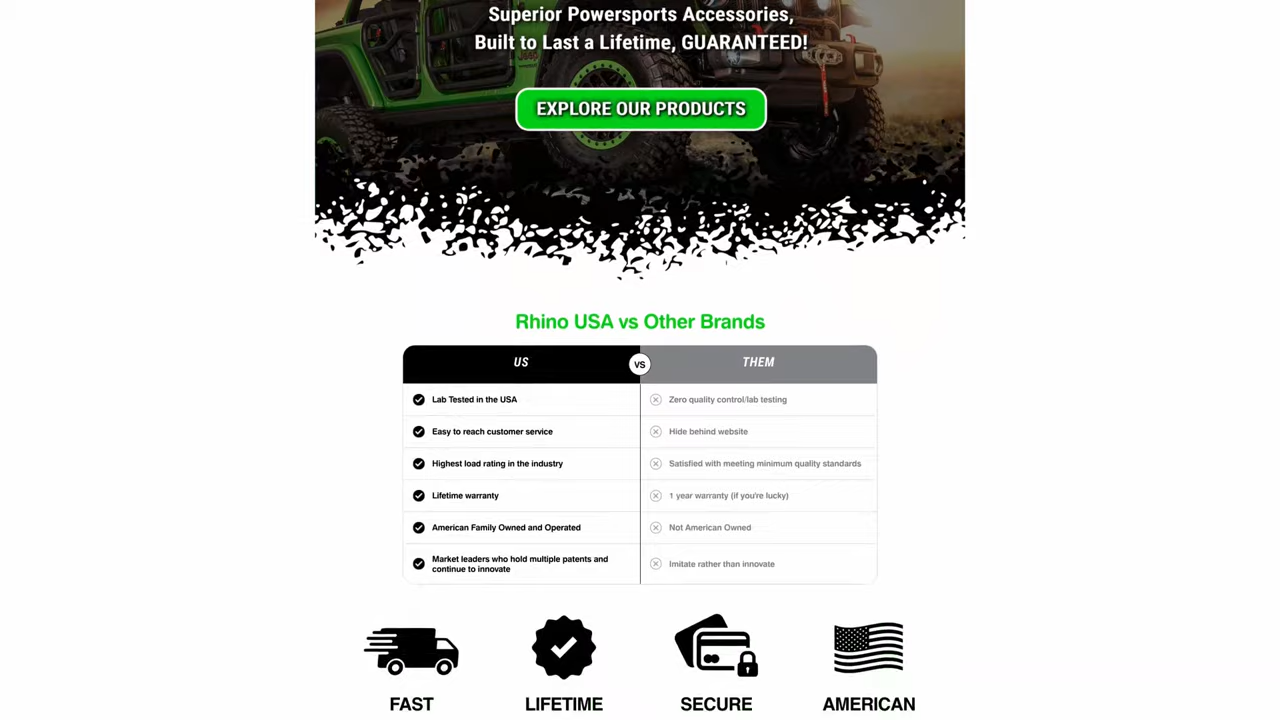 Superior Powersports Accessories,
Built to Last a Lifetime, GUARANTEED!
EXPLORE OUR PRODUCTS
Rhino USA vs Other Brands
US
VS
THEM
Lab Tested in the USA
Zero quality control/lab testing
Easy to reach customer service
Hide behind website
Highest load rating in the industry
Satisfied with meeting minimum quality standards
Lifetime warranty
1 year warranty (if you're lucky)
American Family Owned and Operated
Not American Owned
Market leaders who hold multiple patents and
continue to innovate
Imitate rather than innovate
FAST
LIFETIME
SECURE
AMERICAN